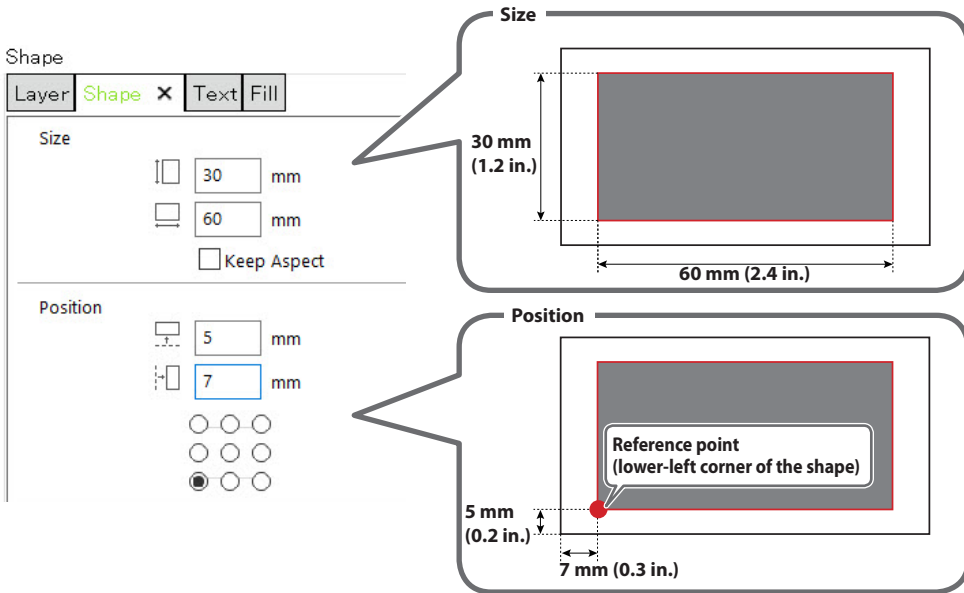 Shape
Layer Shape × Text Fill
Size
30 mm
60 mm
Keep Aspect
Position
5 mm
7 mm
Size
30 mm
(1.2 in.)
60 mm (2.4 in.)
Position
Reference point
(lower-left corner of the shape)
5 mm
(0.2 in.)
7 mm (0.3 in.)